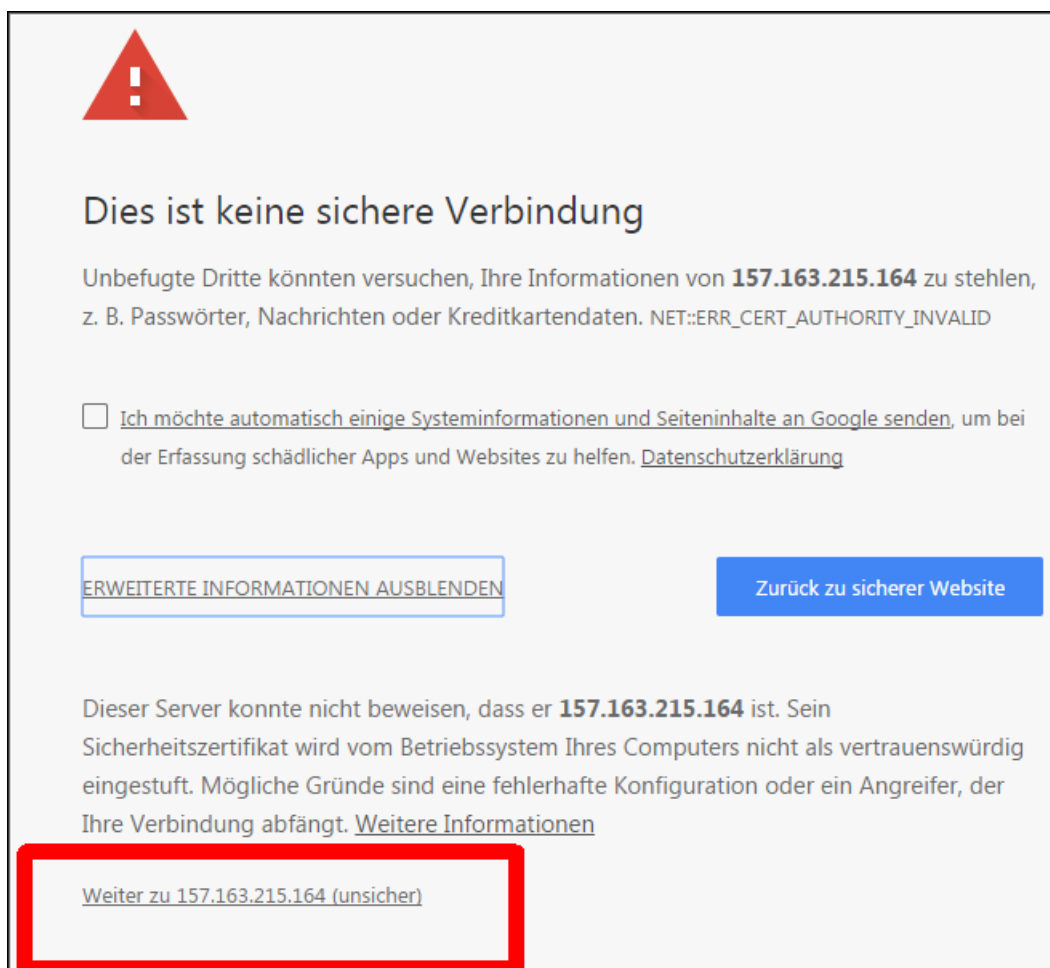 Dies ist keine sichere Verbindung
Unbefugte Dritte könnten versuchen, Ihre Informationen von 157.163.215.164 zu stehlen,
z. B. Passwörter, Nachrichten oder Kreditkartendaten. NET::ERR_CERT_AUTHORITY_INVALID
Ich möchte automatisch einige Systeminformationen und Seiteninhalte an Google senden, um bei
der Erfassung schädlicher Apps und Websites zu helfen. Datenschutzerklärung
ERWEITERTE INFORMATIONEN AUSBLENDEN
Zurück zu sicherer Website
Dieser Server konnte nicht beweisen, dass er 157.163.215.164 ist. Sein
Sicherheitszertifikat wird vom Betriebssystem Ihres Computers nicht als vertrauenswürdig
eingestuft. Mögliche Gründe sind eine fehlerhafte Konfiguration oder ein Angreifer, der
Ihre Verbindung abfängt. Weitere Informationen
Weiter zu 157.163.215.164 (unsicher)